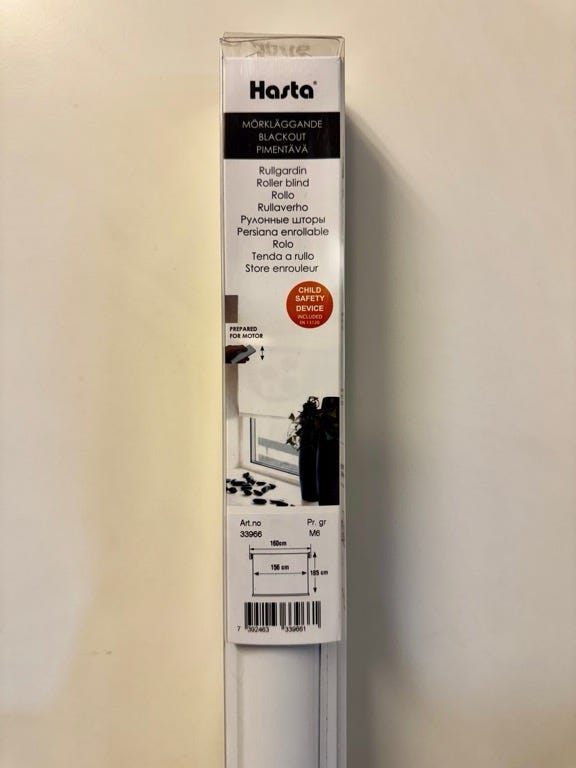 Hasta®
MÖRKLÄGGANDE
BLACKOUT
PIMENTÄVÄ
Rullgardin
Roller blind
Rollo
Rullaverho
Рулонные шторы
Persiana enrollable
Rolo
Tenda a rullo
Store enrouleur
CHILD
SAFETY
DEVICE
INCLUDED
EN 13120
PREPARED
FOR MOTOR
Art.no Pr. gr
33966 M6
160cm
156 cm 185 cm
7 392463 339661